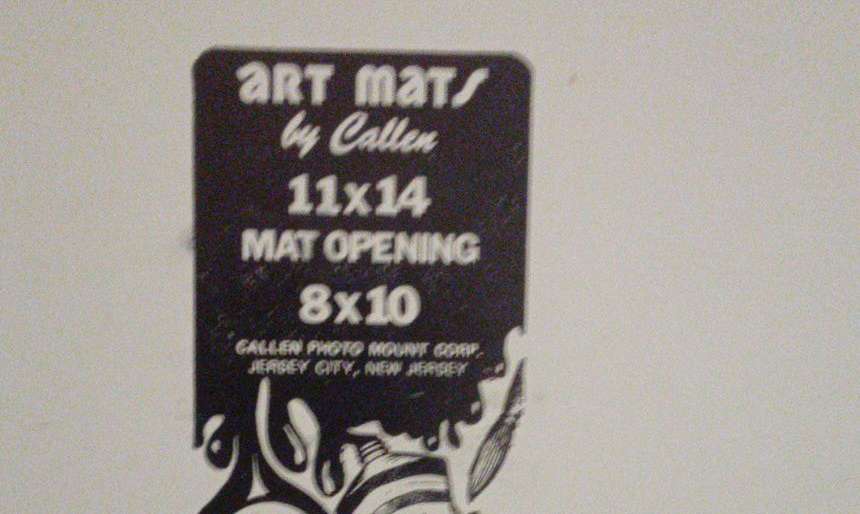 ART MATS
by Callen
11x14
MAT OPENING
8x10
CALLEN PHOTO MOUNT CORP.
JERSEY CITY, NEW JERSEY